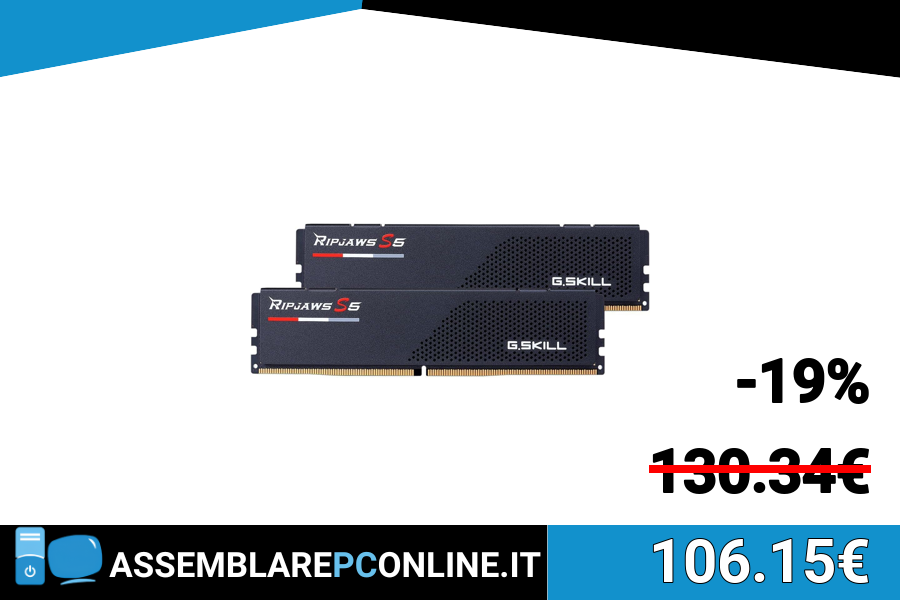 RIPJAWS S5
G.SKILL
RIPJAWS S5
G.SKILL
-19%
130.34€
ASSEMBLAREPCONLINE.IT
106.15€